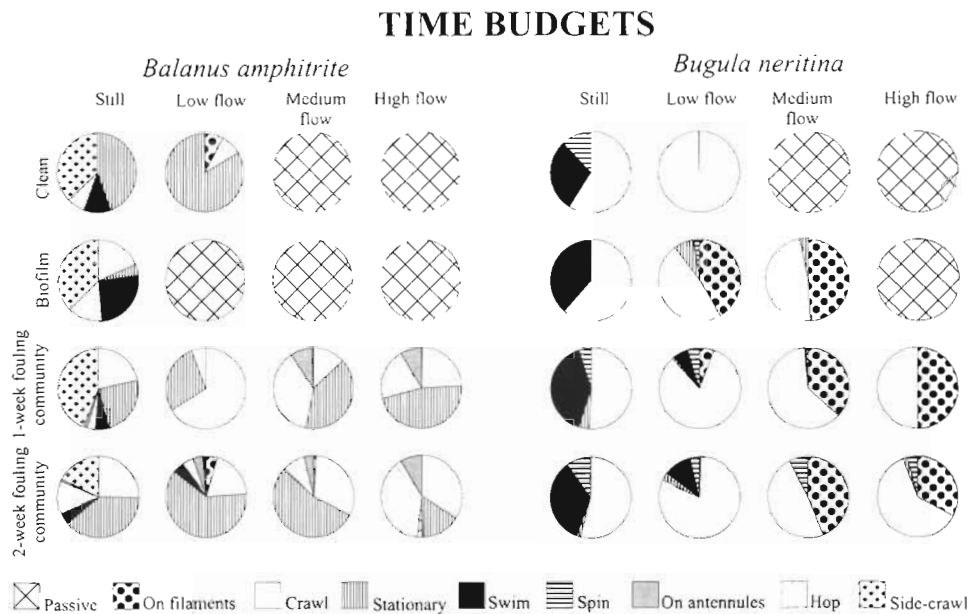 TIME BUDGETS
Balanus amphitrite
Bugula neritina
Still Low flow Medium flow High flow
Still Low flow Medium flow High flow
Clean
Biofilm
1-week fouling community
2-week fouling community
Passive On filaments Crawl Stationary Swim Spin On antennules Hop Side-crawl